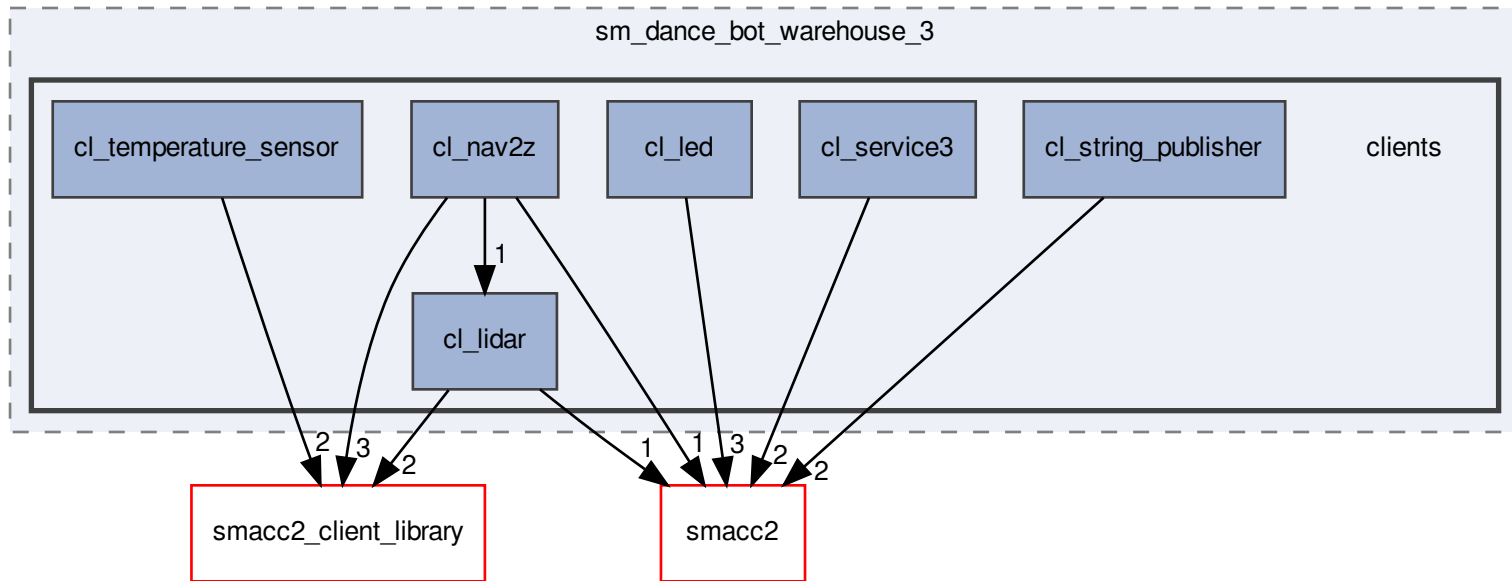 sm_dance_bot_warehouse_3
cl_temperature_sensor
cl_nav2z
cl_led
cl_service3
cl_string_publisher
clients
1
cl_lidar
2
3
2
1
1
3
2
2
smacc2_client_library
smacc2